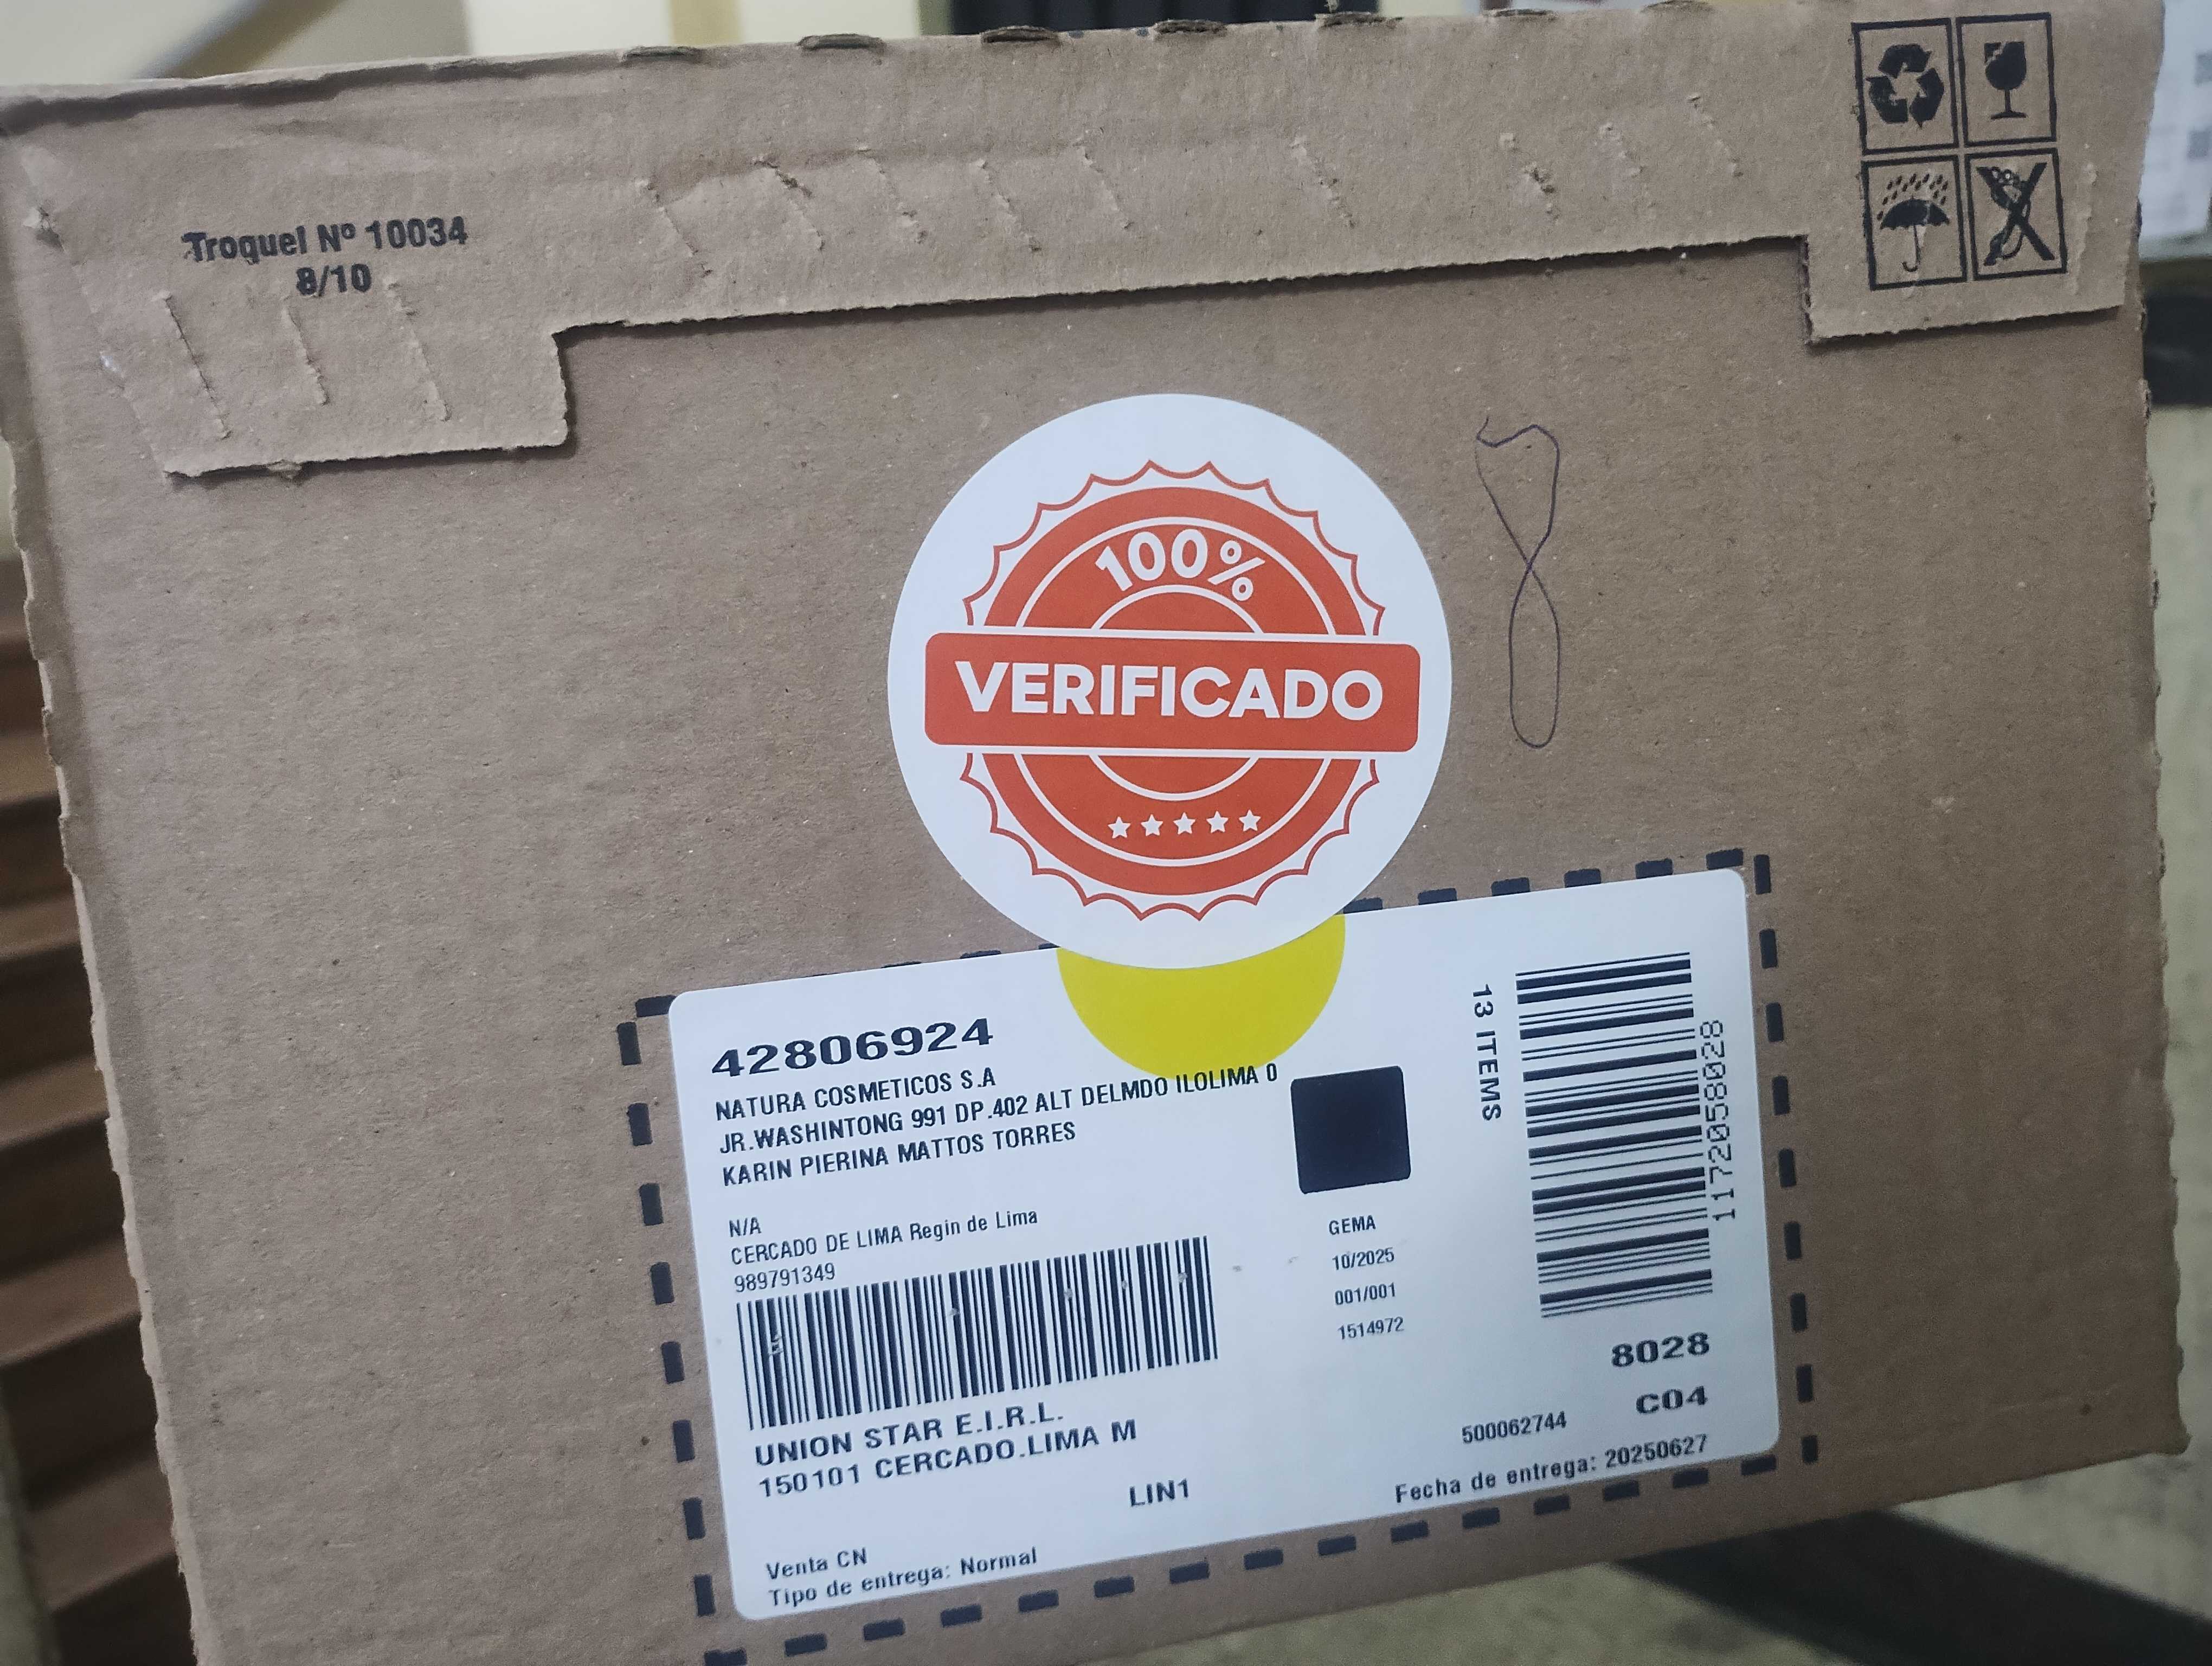 Troquel Nº 10034
8/10
100%
VERIFICADO
42806924
NATURA COSMETICOS S.A
JR.WASHINTONG 991 DP.402 ALT DELMDO ILOLIMA 0
KARIN PIERINA MATTOS TORRES
N/A
CERCADO DE LIMA Regin de Lima
989791349
UNION STAR E.I.R.L.
150101 CERCADO.LIMA M
LIN1
Venta CN
Tipo de entrega: Normal
GEMA
10/2025
001/001
1514972
13 ITEMS
1172058028
8028
C04
500062744
Fecha de entrega: 20250627